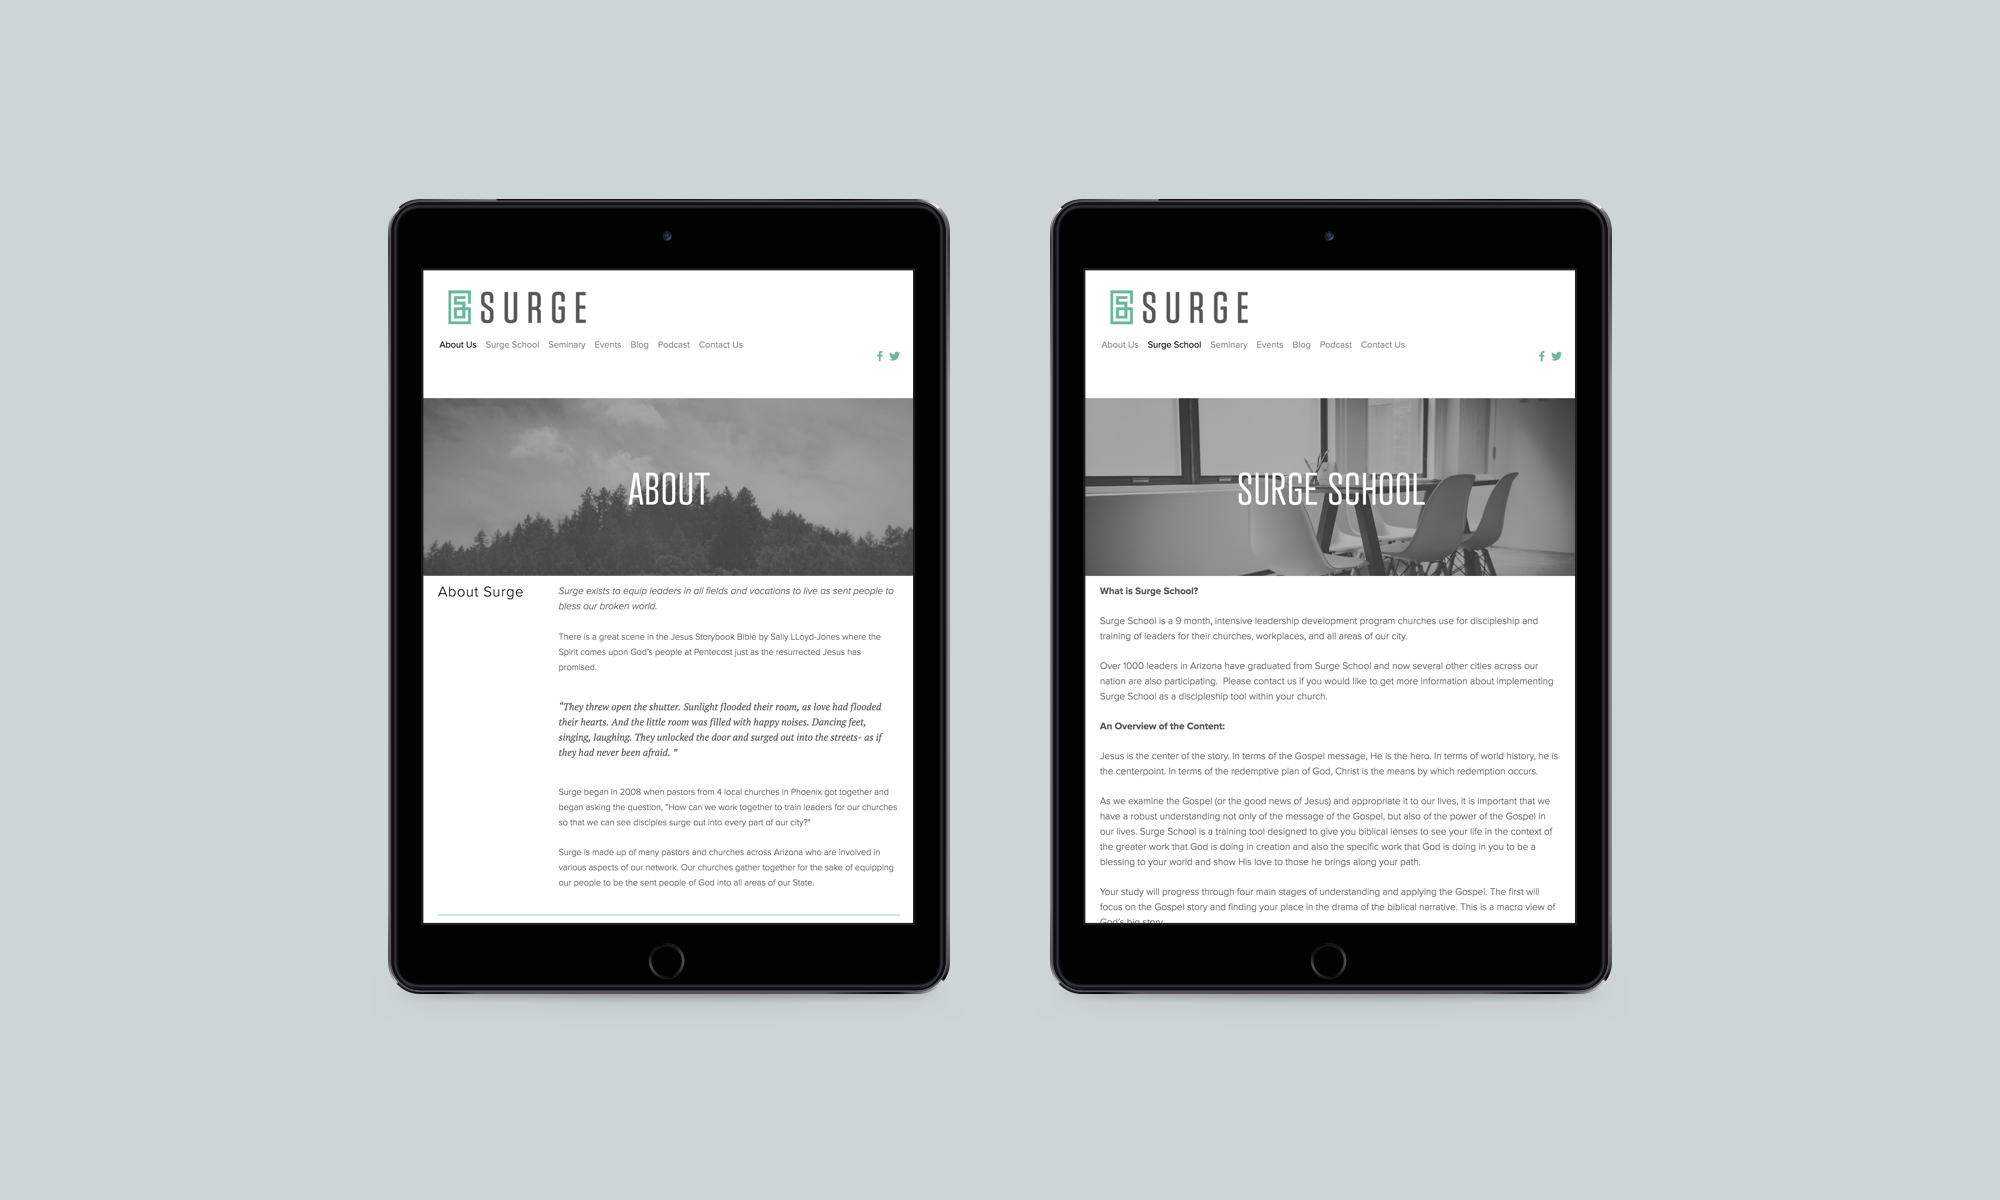 SURGE
About Us Surge School Seminary Events Blog Podcast Contact Us
ABOUT
About Surge
Surge exists to equip leaders in all fields and vocations to live as sent people to
bless our broken world.
There is a great scene in the Jesus Storybook Bible by Sally LLoyd-Jones where the
Spirit comes upon God's people at Pentecost just as the resurrected Jesus has
promised.
"They threw open the shutter. Sunlight flooded their room, as love had flooded
their hearts. And the little room was filled with happy noises. Dancing feet,
singing, laughing. They unlocked the door and surged out into the streets- as if
they had never been afraid. "
Surge began in 2008 when pastors from 4 local churches in Phoenix got together and
began asking the question, "How can we work together to train leaders for our churches
so that we can see disciples surge out into every part of our city?"
Surge is made up of many pastors and churches across Arizona who are involved in
various aspects of our network. Our churches gather together for the sake of equipping
our people to be the sent people of God into all areas of our State.
SURGE
About Us Surge School Seminary Events Blog Podcast Contact Us
SURGE SCHOOL
What is Surge School?
Surge School is a 9 month, intensive leadership development program churches use for discipleship and
training of leaders for their churches, workplaces, and all areas of our city.
Over 1000 leaders in Arizona have graduated from Surge School and now several other cities across our
nation are also participating. Please contact us if you would like to get more information about implementing
Surge School as a discipleship tool within your church.
An Overview of the Content:
Jesus is the center of the story. In terms of the Gospel message, He is the hero. In terms of world history, he is
the centerpoint. In terms of the redemptive plan of God, Christ is the means by which redemption occurs.
As we examine the Gospel (or the good news of Jesus) and appropriate it to our lives, it is important that we
have a robust understanding not only of the message of the Gospel, but also of the power of the Gospel in
our lives. Surge School is a training tool designed to give you biblical lenses to see your life in the context of
the greater work that God is doing in creation and also the specific work that God is doing in you to be a
blessing to your world and show His love to those he brings along your path.
Your study will progress through four main stages of understanding and applying the Gospel. The first will
focus on the Gospel story and finding your place in the drama of the biblical narrative. This is a macro view of
God's big story.